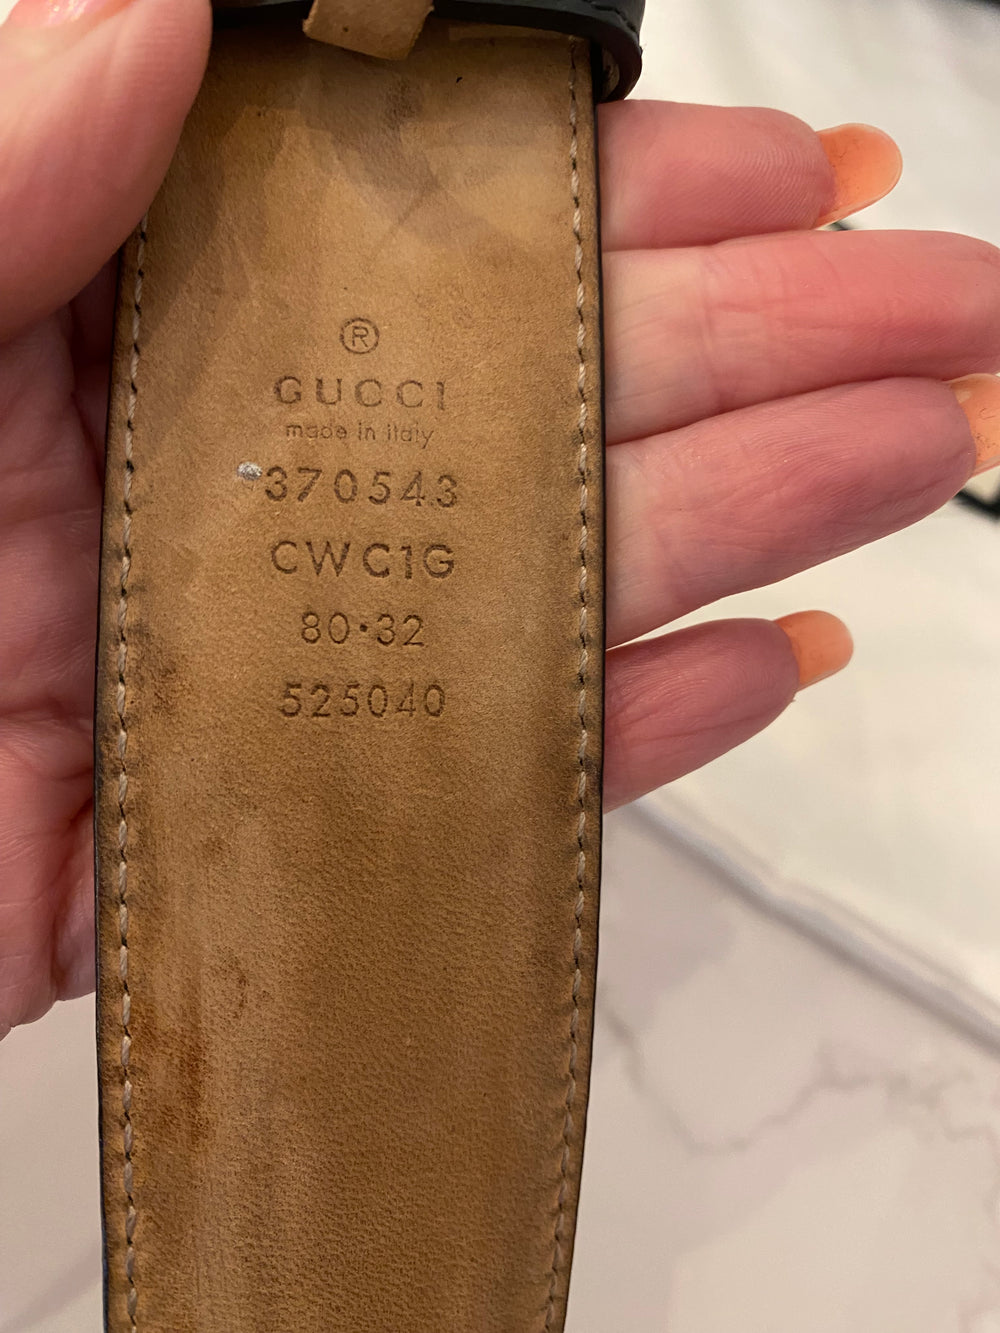 ®
GUCCI
made in italy
370543
CWC1G
80·32
525040